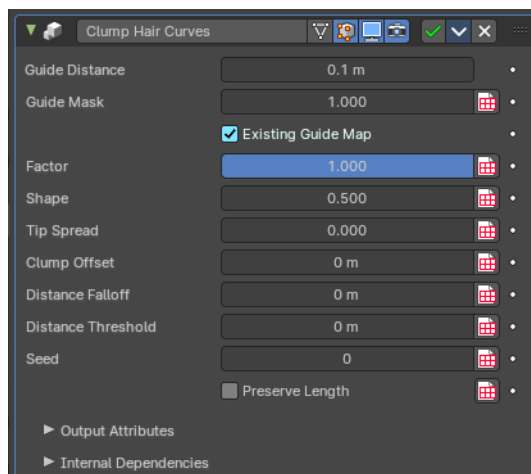 Clump Hair Curves
Guide Distance 0.1 m
Guide Mask 1.000
Existing Guide Map
Factor 1.000
Shape 0.500
Tip Spread 0.000
Clump Offset 0 m
Distance Falloff 0 m
Distance Threshold 0 m
Seed 0
Preserve Length
Output Attributes
Internal Dependencies